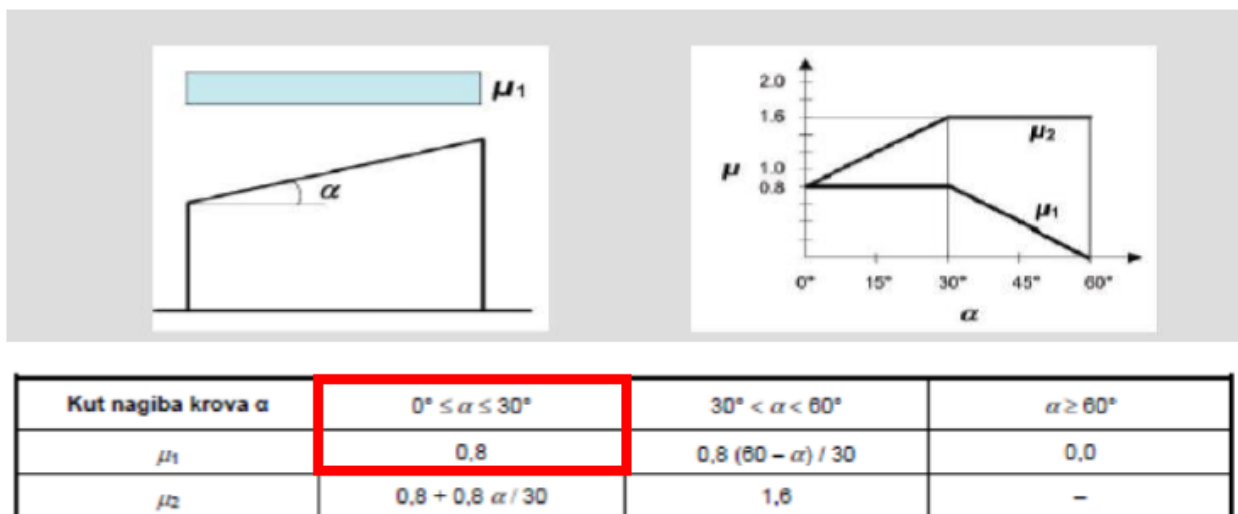 μ₁
α
2.0
1.6
μ₂
μ 1.0
0.8
μ₁
0° 15° 30° 45° 60°
α
Kut nagiba krova α 0° ≤ α ≤ 30° 30° < α < 60° α ≥ 60°
μ₁ 0,8 0,8 (60 – α) / 30 0,0
μ₂ 0,8 + 0,8 α / 30 1,6 –